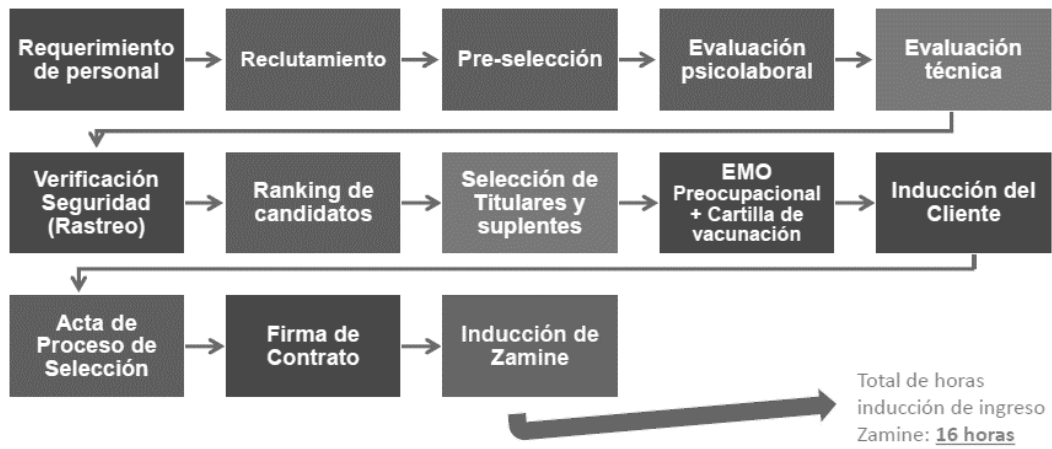 Requerimiento
de personal
Reclutamiento
Pre-selección
Evaluación
psicolaboral
Evaluación
técnica
Verificación
Seguridad
(Rastreo)
Ranking de
candidatos
Selección de
Titulares y
suplentes
EMO
Preocupacional
+ Cartilla de
vacunación
Inducción del
Cliente
Acta de
Proceso de
Selección
Firma de
Contrato
Inducción de
Zamine
Total de horas
inducción de ingreso
Zamine: 16 horas